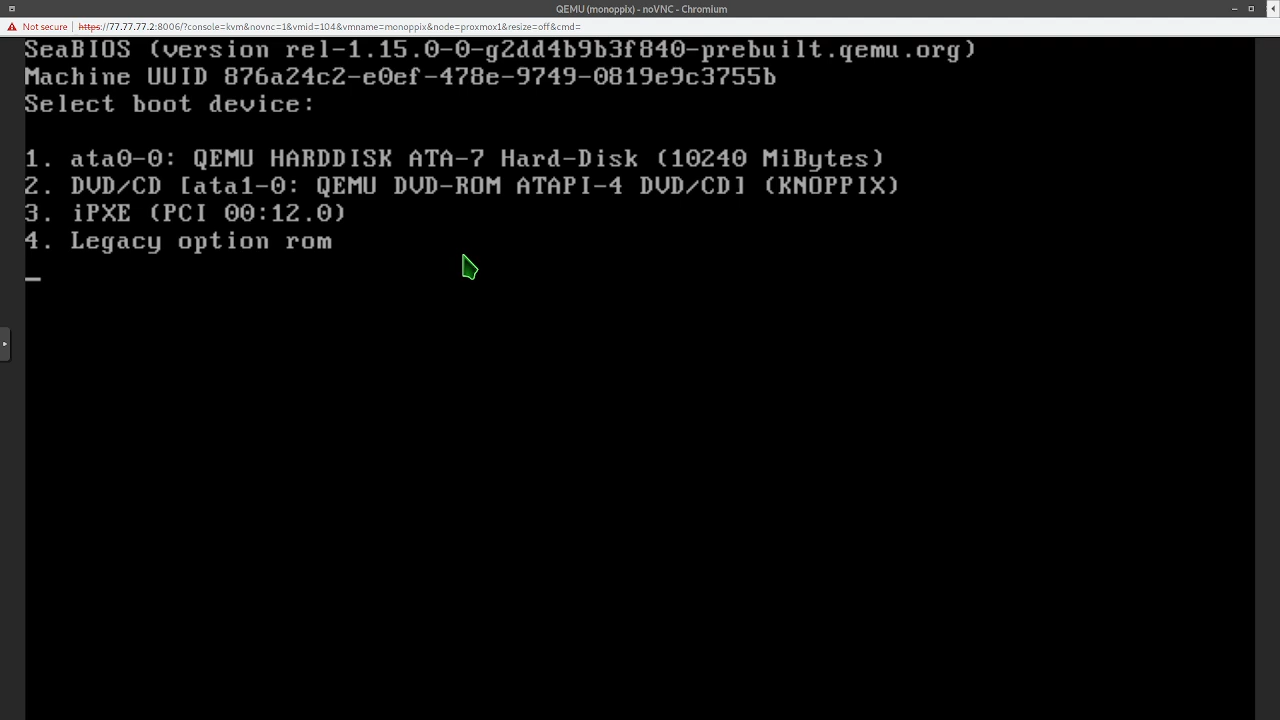 QEMU (monoppix) - noVNC - Chromium
Not secure https://77.77.77.2:8006/?console=kvm&novnc=1&vmid=104&vmname=monoppix&node=proxmox1&resize=off&cmd=
SeaBIOS (version rel-1.15.0-0-g2dd4b9b3f840-prebuilt.qemu.org)
Machine UUID 876a24c2-e0ef-478e-9749-0819e9c3755b
Select boot device:
1. ata0-0: QEMU HARDDISK ATA-7 Hard-Disk (10240 MiBytes)
2. DVD/CD [ata1-0: QEMU DVD-ROM ATAPI-4 DVD/CD] (KNOPPIX)
3. iPXE (PCI 00:12.0)
4. Legacy option rom